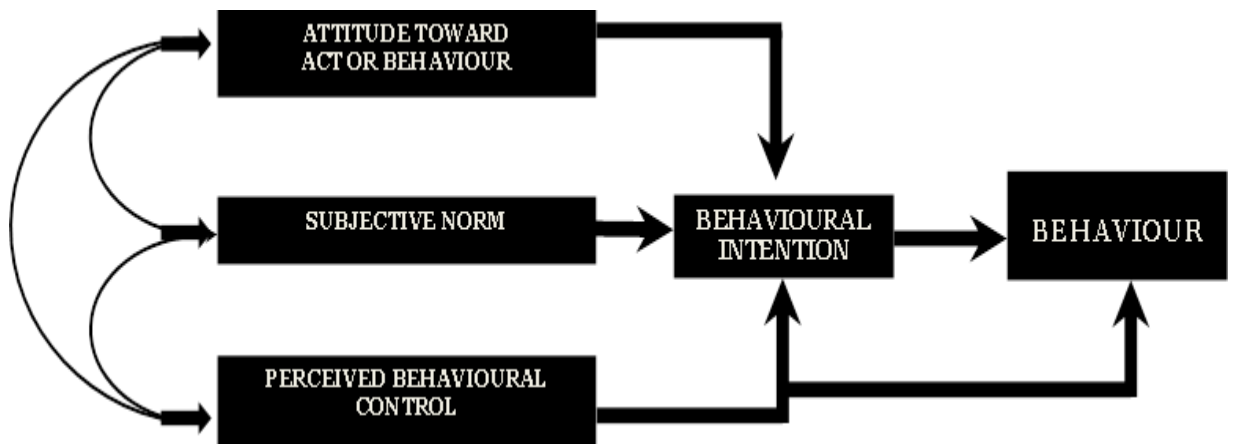 ATTITUDE TOWARD
ACT OR BEHAVIOUR
SUBJECTIVE NORM
BEHAVIOURAL
INTENTION
BEHAVIOUR
PERCEIVED BEHAVIOURAL
CONTROL